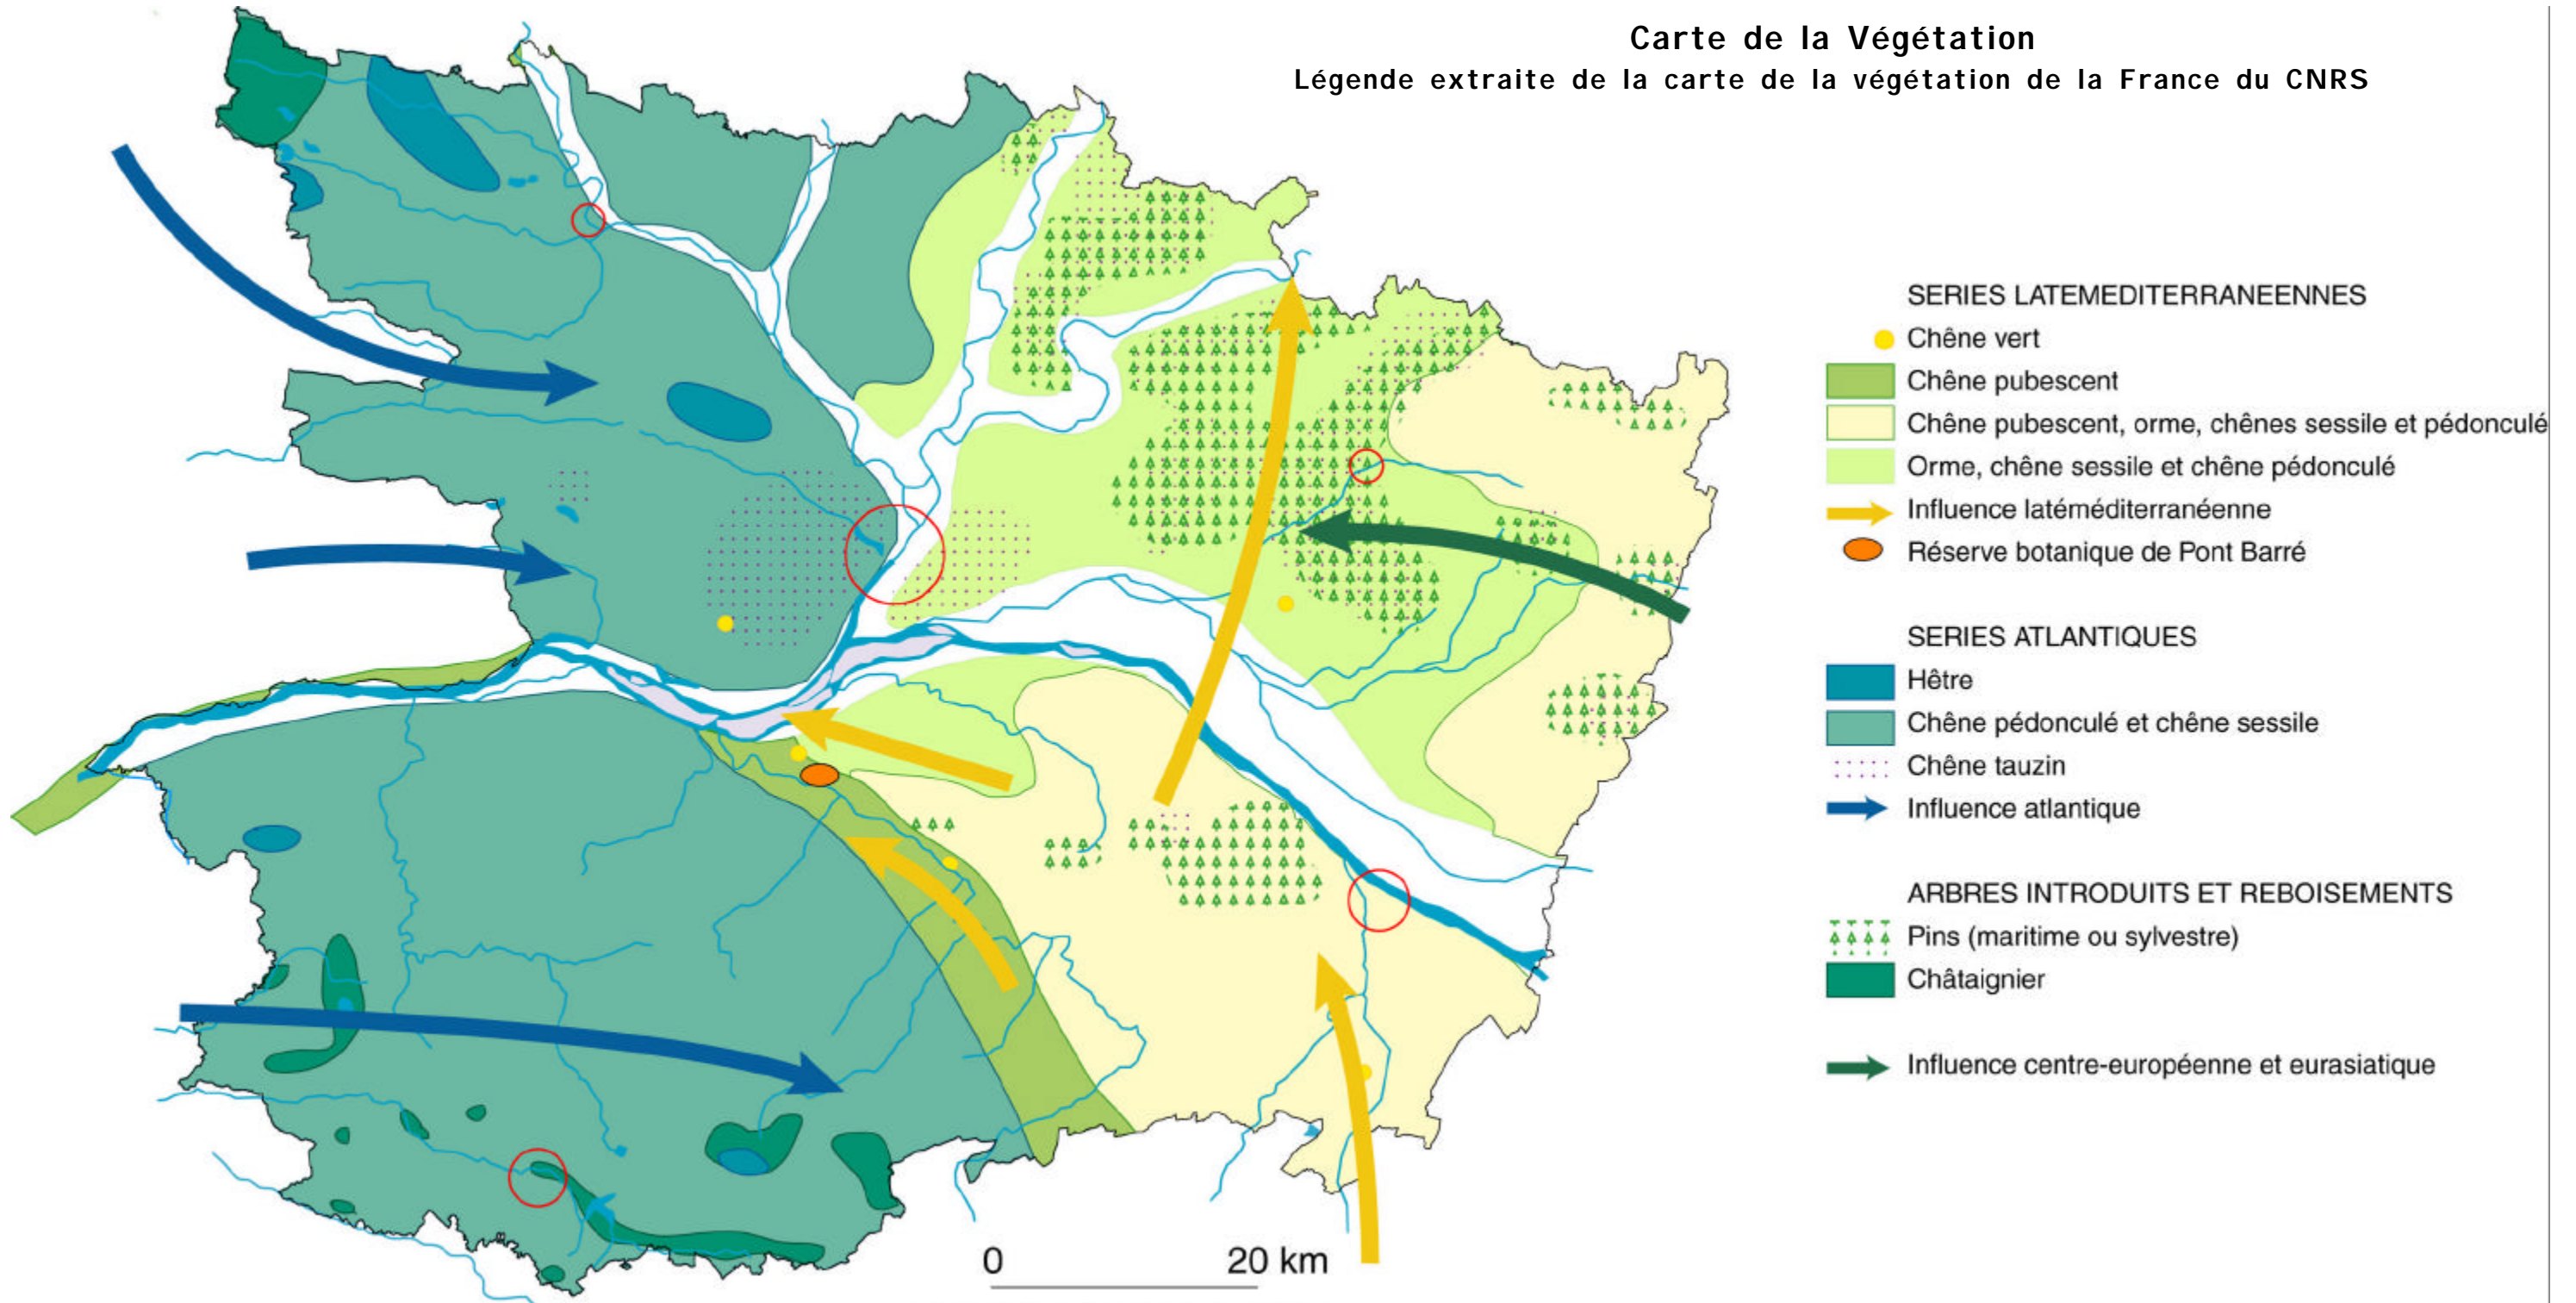 Carte de la Végétation
Légende extraite de la carte de la végétation de la France du CNRS
SERIES LATEMEDITERRANEENNES
Chêne vert
Chêne pubescent
Chêne pubescent, orme, chênes sessile et pédonculé
Orme, chêne sessile et chêne pédonculé
Influence latéméditerranéenne
Réserve botanique de Pont Barré
SERIES ATLANTIQUES
Hêtre
Chêne pédonculé et chêne sessile
Chêne tauzin
Influence atlantique
ARBRES INTRODUITS ET REBOISEMENTS
Pins (maritime ou sylvestre)
Châtaignier
Influence centre-européenne et eurasiatique
0 20 km